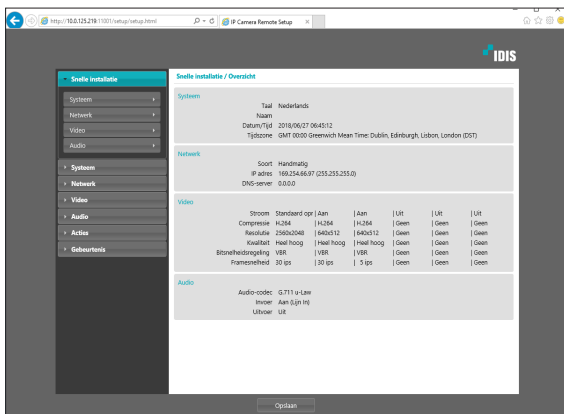 http://10.0.125.219:11001/setup/setup.html
IP Camera Remote Setup
IDIS
Snelle installatie
Systeem
Netwerk
Video
Audio
Systeem
Netwerk
Video
Audio
Acties
Gebeurtenis
Snelle installatie / Overzicht
Systeem
Taal Nederlands
Naam
Datum/Tijd 2018/06/27 06:45:12
Tijdszone GMT 00:00 Greenwich Mean Time: Dublin, Edinburgh, Lisbon, London (DST)
Netwerk
Soort Handmatig
IP adres 169.254.66.97 (255.255.255.0)
DNS-server 0.0.0.0
Video
Stroom Standaard opr | Aan | Aan | Uit | Uit | Uit
Compressie H.264 | H.264 | H.264 | Geen | Geen | Geen
Resolutie 2560x2048 | 640x512 | 640x512 | Geen | Geen | Geen
Kwaliteit Heel hoog | Heel hoog | Heel hoog | Geen | Geen | Geen
Bitsnelheidsregeling VBR | VBR | VBR | Geen | Geen | Geen
Framesnelheid 30 ips | 30 ips | 5 ips | Geen | Geen | Geen
Audio
Audio-codec G.711 u-Law
Invoer Aan (Lijn In)
Uitvoer Uit
Opslaan